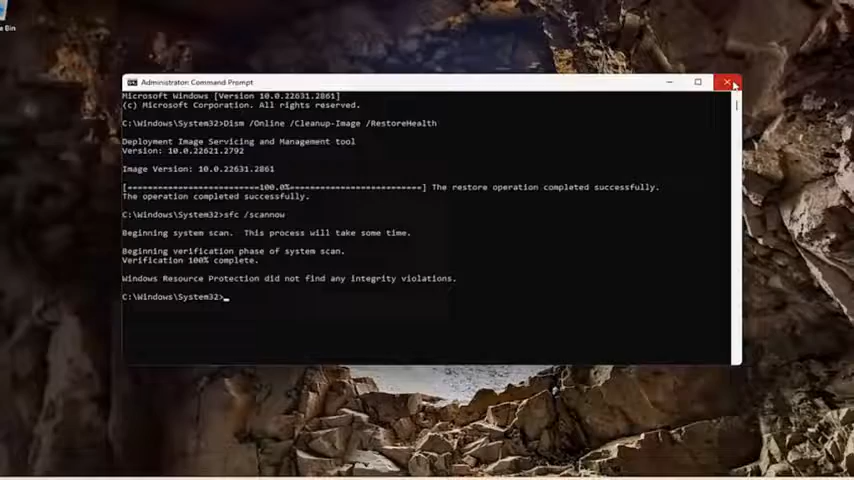 Bin
Administrator: Command Prompt
Microsoft Windows [Version 10.0.22631.2861]
(c) Microsoft Corporation. All rights reserved.
C:\Windows\System32>Dism /Online /Cleanup-Image /RestoreHealth
Deployment Image Servicing and Management tool
Version: 10.0.22621.2792
Image Version: 10.0.22631.2861
[==========================100.0%==========================] The restore operation completed successfully.
The operation completed successfully.
C:\Windows\System32>sfc /scannow
Beginning system scan.  This process will take some time.
Beginning verification phase of system scan.
Verification 100% complete.
Windows Resource Protection did not find any integrity violations.
C:\Windows\System32>